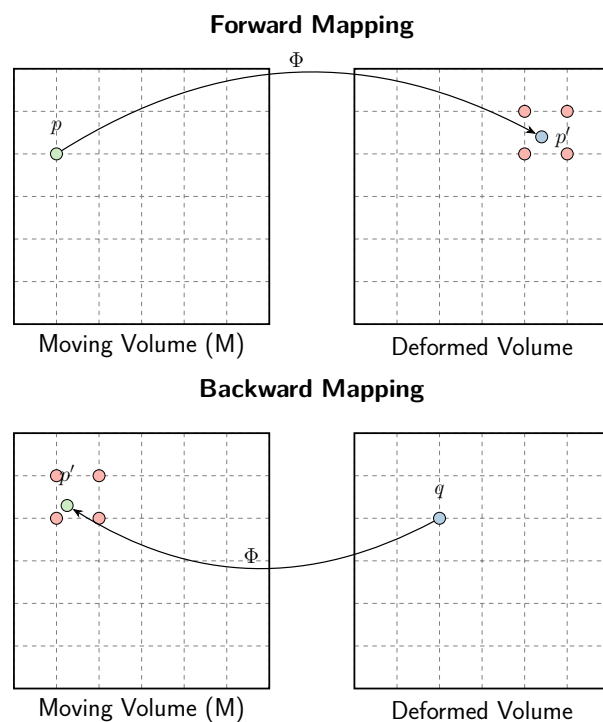 Forward Mapping
Φ
p
p′
Moving Volume (M)
Deformed Volume
Backward Mapping
p′
q
Φ
Moving Volume (M)
Deformed Volume